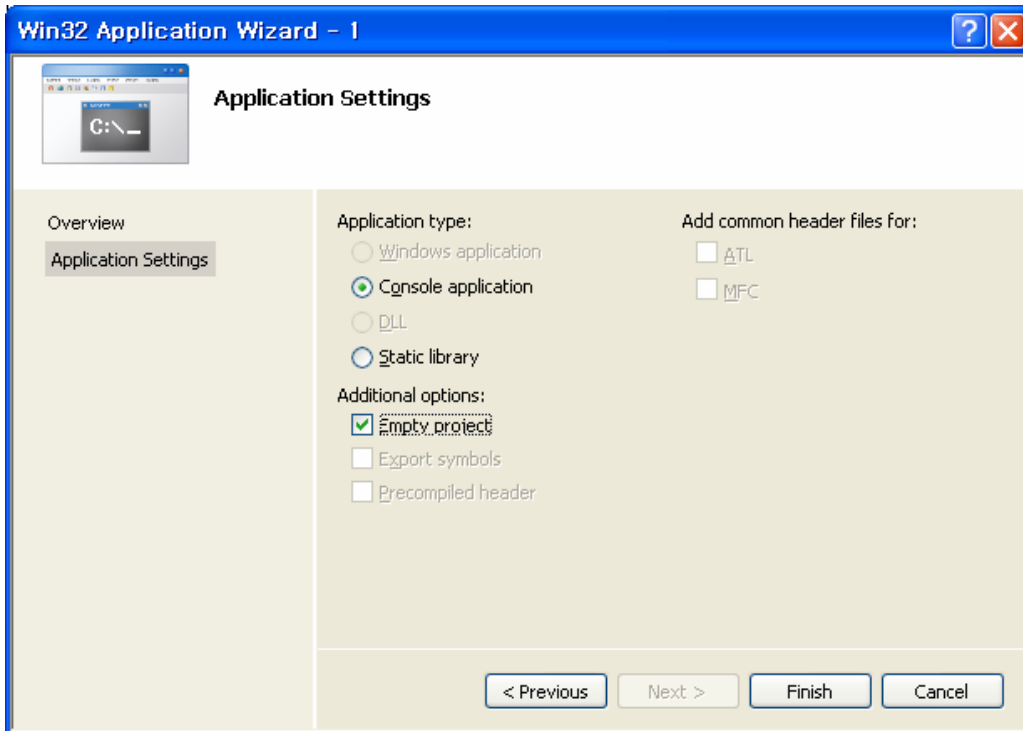 Win32 Application Wizard - 1
C:\_
Application Settings
Overview
Application Settings
Application type:
Windows application
Console application
DLL
Static library
Additional options:
Empty project
Export symbols
Precompiled header
Add common header files for:
ATL
MFC
< Previous
Next >
Finish
Cancel